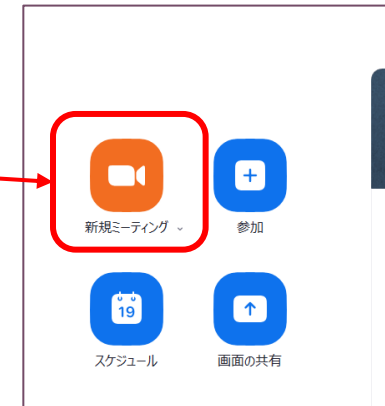 新規ミーティング
参加
19
スケジュール
画面の共有